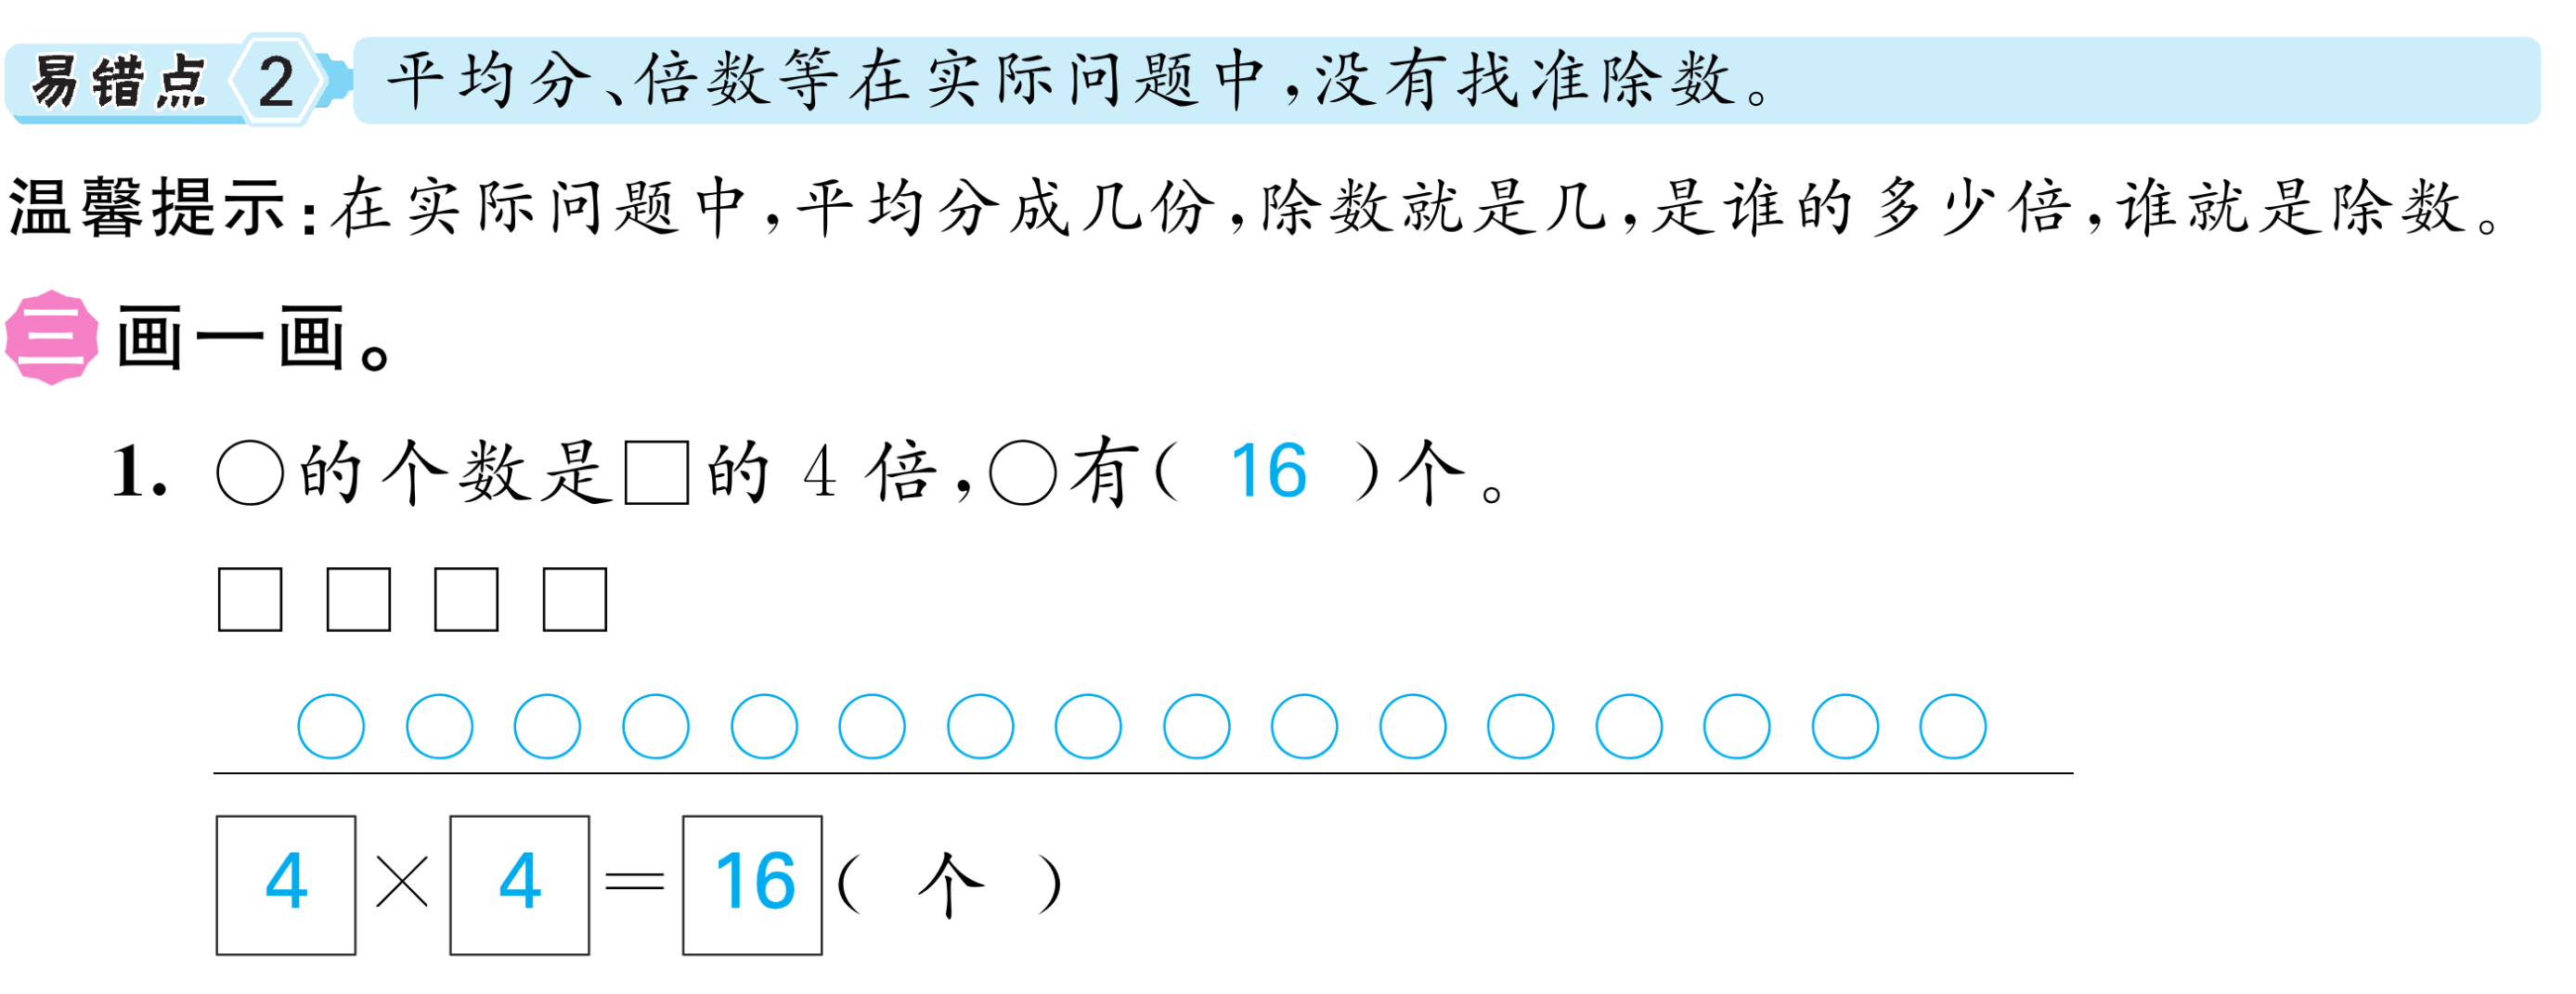 易错点 2 平均分、倍数等在实际问题中,没有找准除数。
温馨提示:在实际问题中,平均分成几份,除数就是几,是谁的多少倍,谁就是除数。
三 画一画。
1. ○的个数是□的 4 倍,○有( 16 )个。
□ □ □ □
○ ○ ○ ○ ○ ○ ○ ○ ○ ○ ○ ○ ○ ○ ○ ○
4 × 4 = 16 ( 个 )